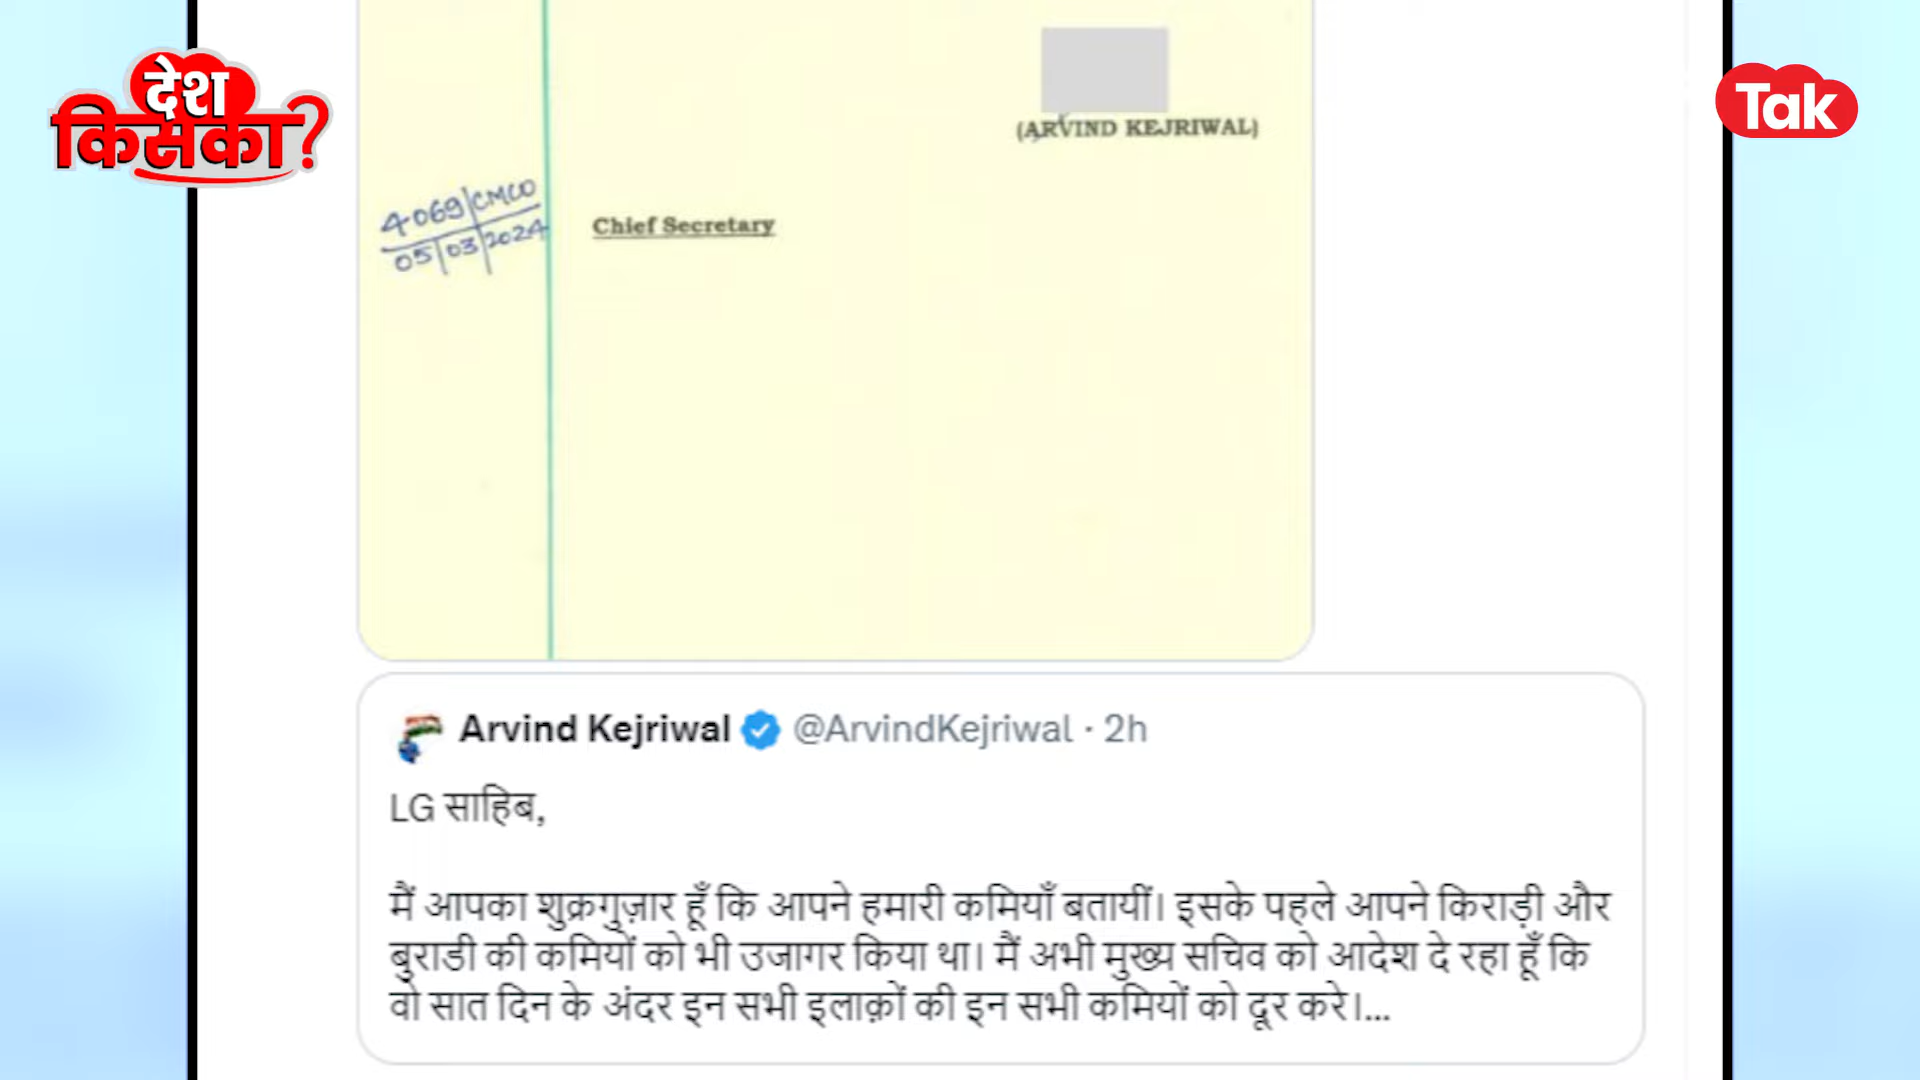 देश
किसका?
Tak
(ARVIND KEJRIWAL)
4069/CMCO
05/03/2024
Chief Secretary
Arvind Kejriwal @ArvindKejriwal · 2h
LG साहिब,
मैं आपका शुक्रगुज़ार हूँ कि आपने हमारी कमियाँ बतायीं। इसके पहले आपने किराड़ी और
बुराडी की कमियों को भी उजागर किया था। मैं अभी मुख्य सचिव को आदेश दे रहा हूँ कि
वो सात दिन के अंदर इन सभी इलाक़ों की इन सभी कमियों को दूर करे।...